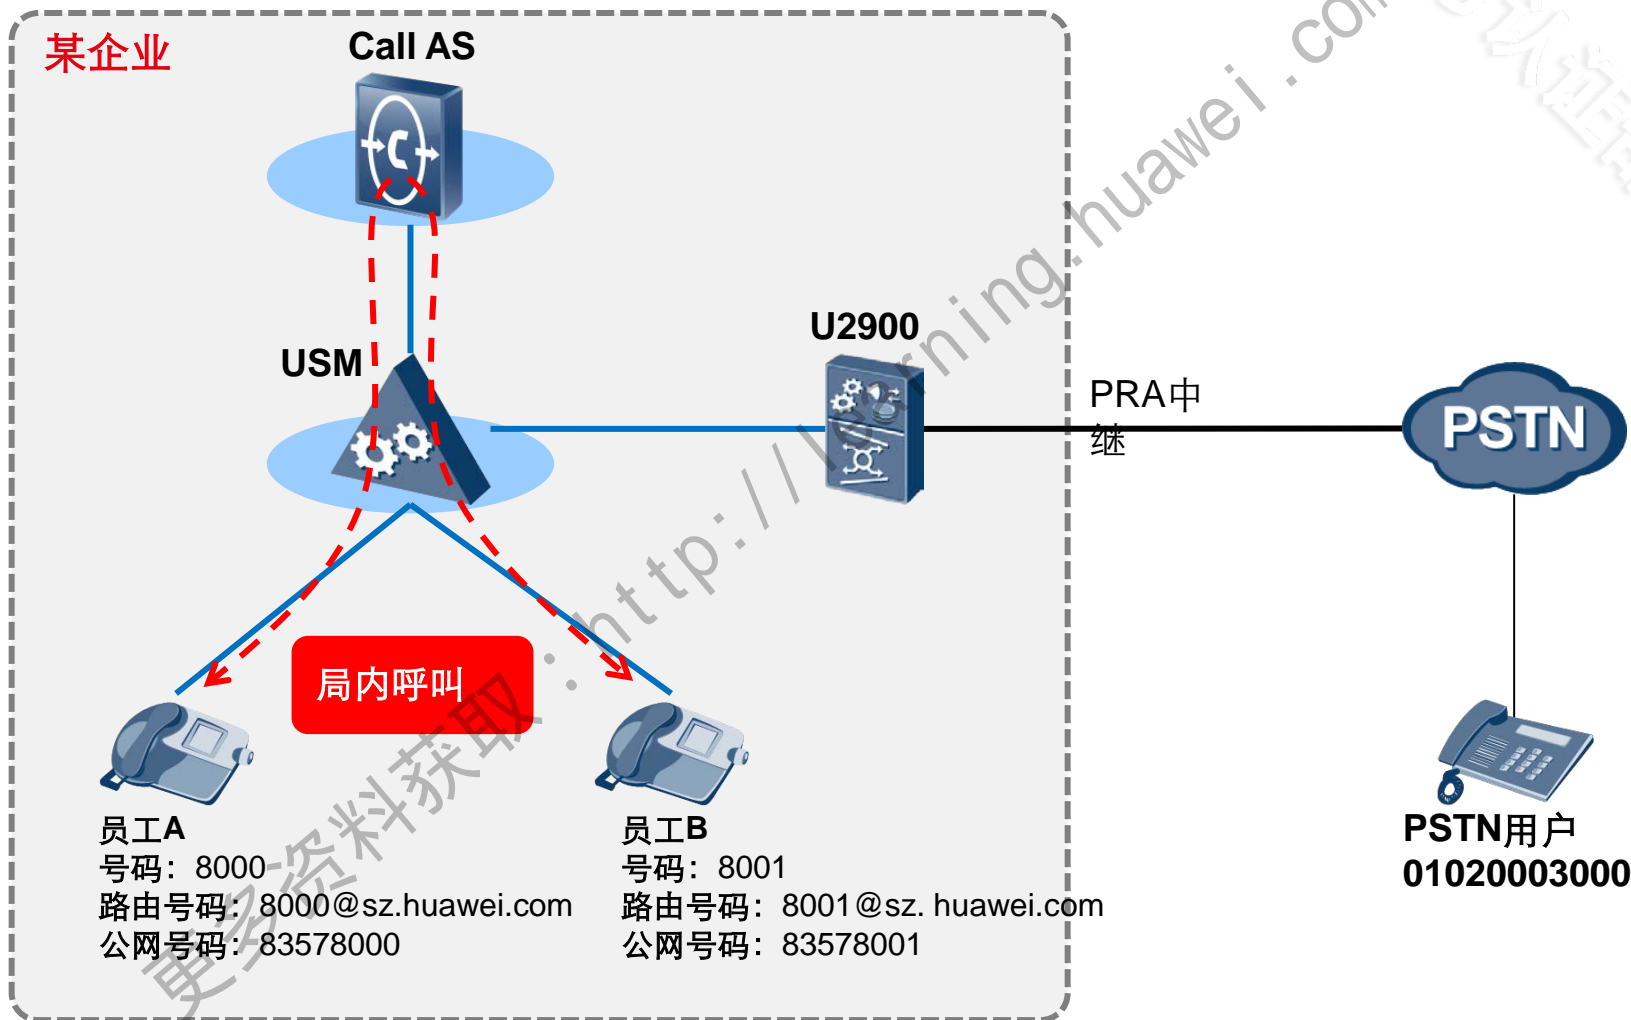 某企业
Call AS
C
USM
U2900
PRA中
继
PSTN
局内呼叫
员工A
号码：8000
路由号码：8000@sz.huawei.com
公网号码：83578000
员工B
号码：8001
路由号码：8001@sz. huawei.com
公网号码：83578001
PSTN用户
01020003000
更多资料获取：http://learning.huawei.com